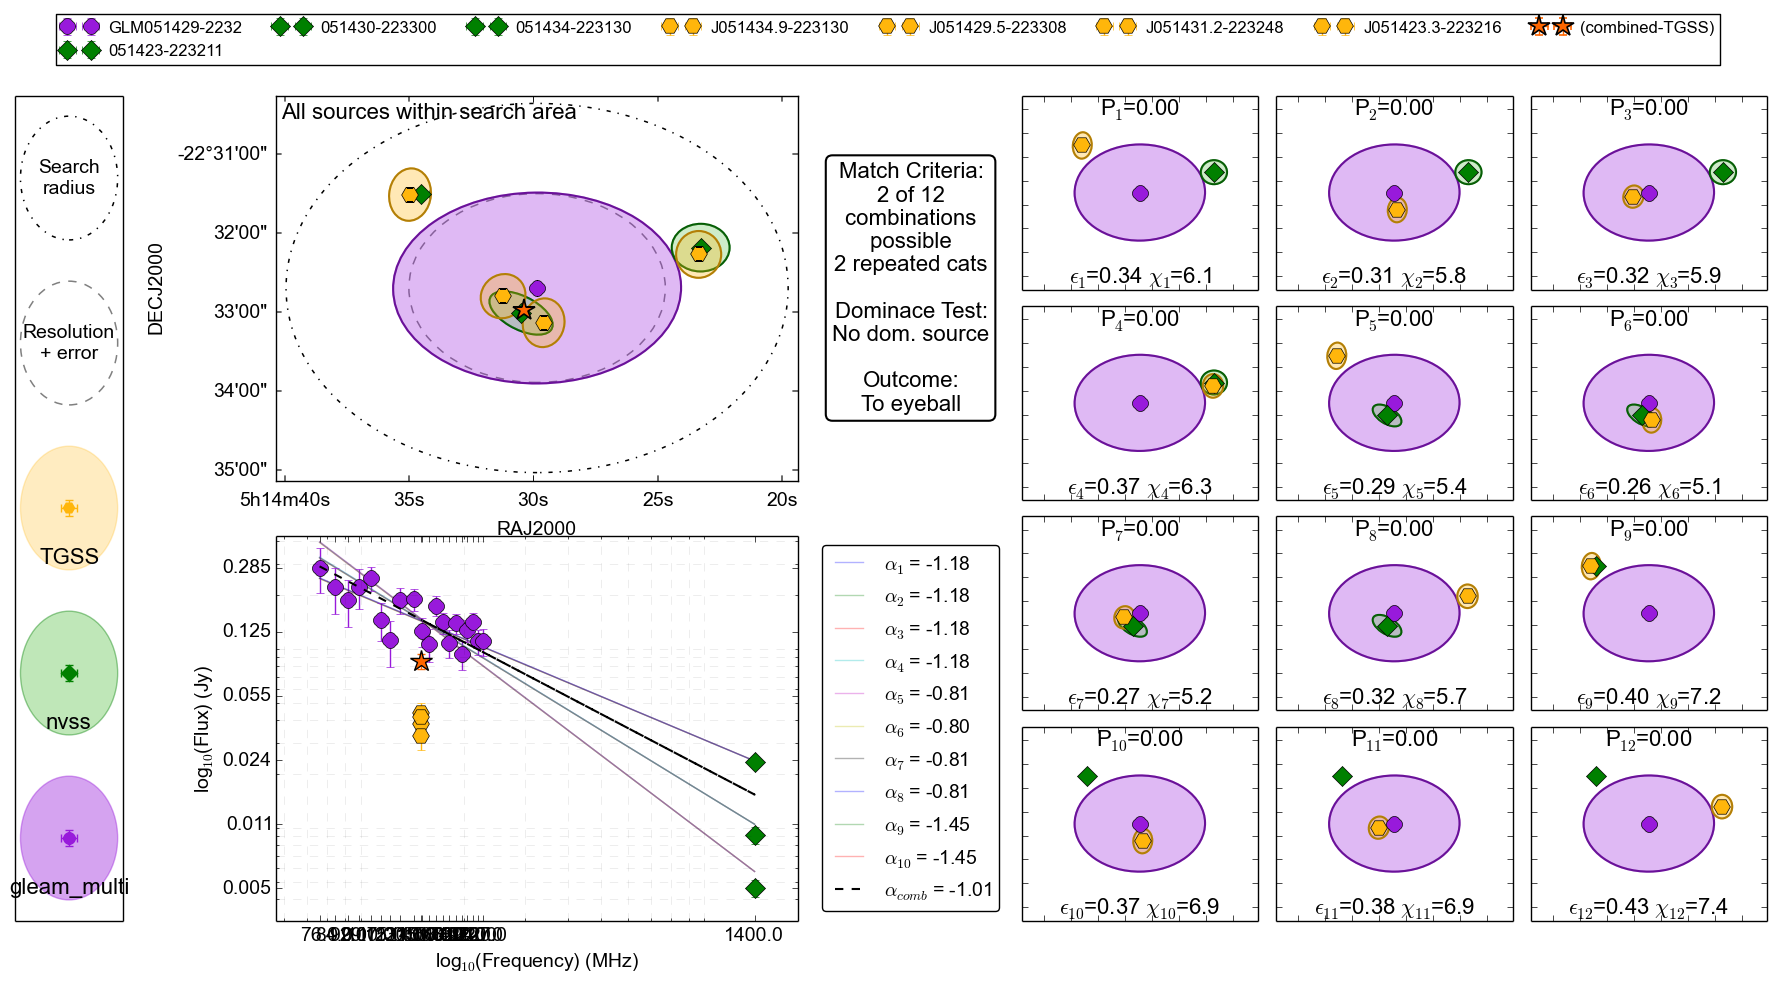 GLM051429-2232 051430-223300 051434-223130 J051434.9-223130 J051429.5-223308 J051431.2-223248 J051423.3-223216 (combined-TGSS)
051423-223211
Search
radius
Resolution
+ error
TGSS
nvss
gleam_multi
All sources within search area
-22°31'00"
32'00"
33'00"
34'00"
35'00"
DECJ2000
5h14m40s 35s 30s 25s 20s
RAJ2000
Match Criteria:
2 of 12
combinations
possible
2 repeated cats
Dominace Test:
No dom. source
Outcome:
To eyeball
0.285
0.125
0.055
0.024
0.011
0.005
log10(Flux) (Jy)
1400.0
log10(Frequency) (MHz)
α1 = -1.18
α2 = -1.18
α3 = -1.18
α4 = -1.18
α5 = -0.81
α6 = -0.80
α7 = -0.81
α8 = -0.81
α9 = -1.45
α10 = -1.45
αcomb = -1.01
P1=0.00 P2=0.00 P3=0.00
ϵ1=0.34 χ1=6.1 ϵ2=0.31 χ2=5.8 ϵ3=0.32 χ3=5.9
P4=0.00 P5=0.00 P6=0.00
ϵ4=0.37 χ4=6.3 ϵ5=0.29 χ5=5.4 ϵ6=0.26 χ6=5.1
P7=0.00 P8=0.00 P9=0.00
ϵ7=0.27 χ7=5.2 ϵ8=0.32 χ8=5.7 ϵ9=0.40 χ9=7.2
P10=0.00 P11=0.00 P12=0.00
ϵ10=0.37 χ10=6.9 ϵ11=0.38 χ11=6.9 ϵ12=0.43 χ12=7.4